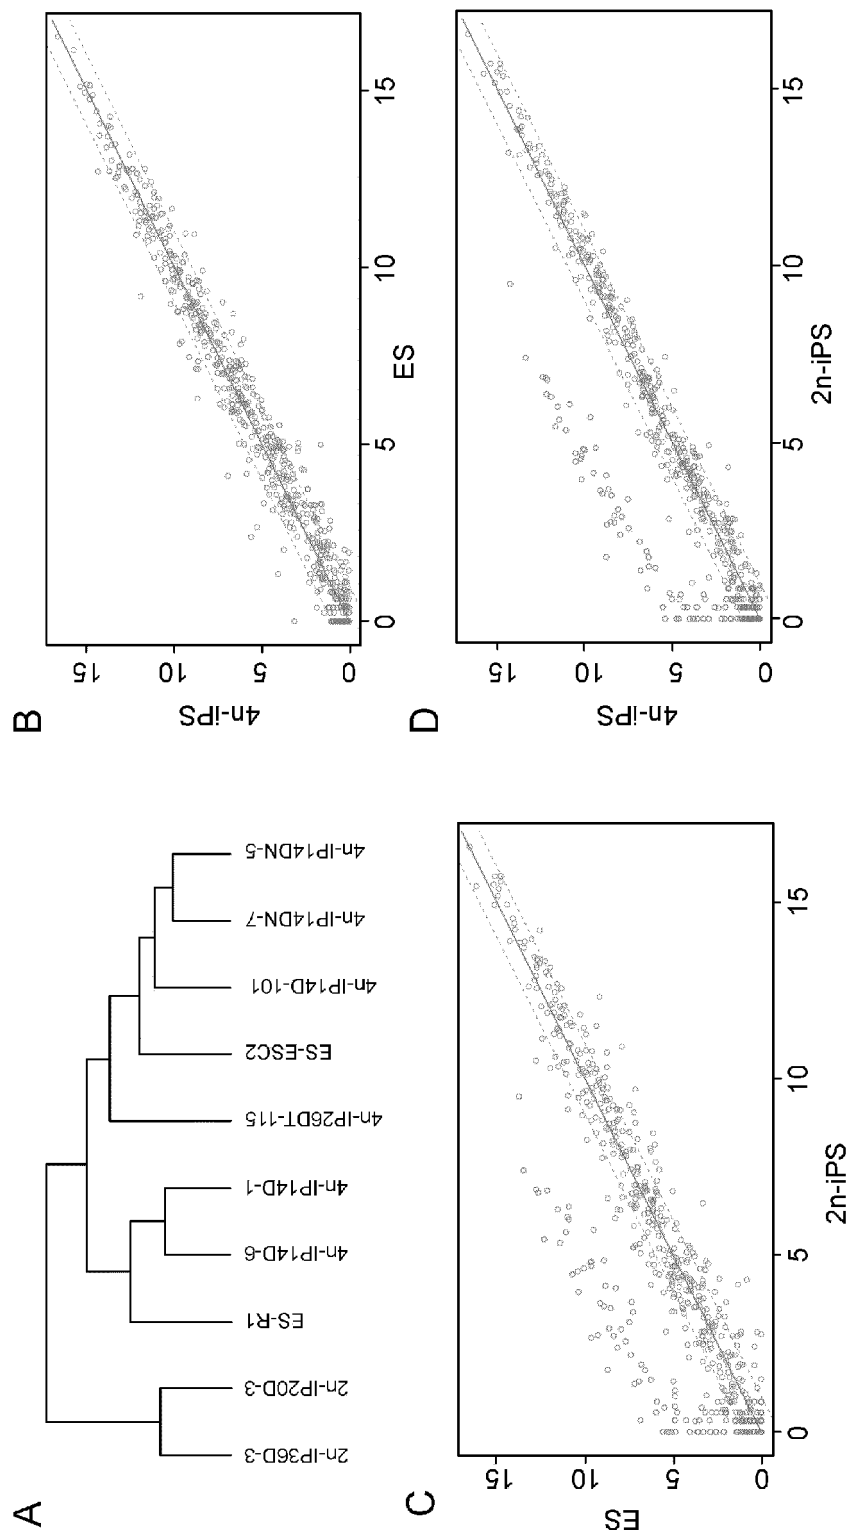 A
2n-IP36D-3
2n-IP20D-3
ES-R1
4n-IP14D-6
4n-IP14D-1
4n-IP26DT-115
ES-ESC2
4n-IP14D-101
4n-IP14DN-7
4n-IP14DN-5
B
4n-iPS
15
10
5
0
0
5
10
15
ES
C
ES
15
10
5
0
0
5
10
15
2n-iPS
D
4n-iPS
15
10
5
0
0
5
10
15
2n-iPS